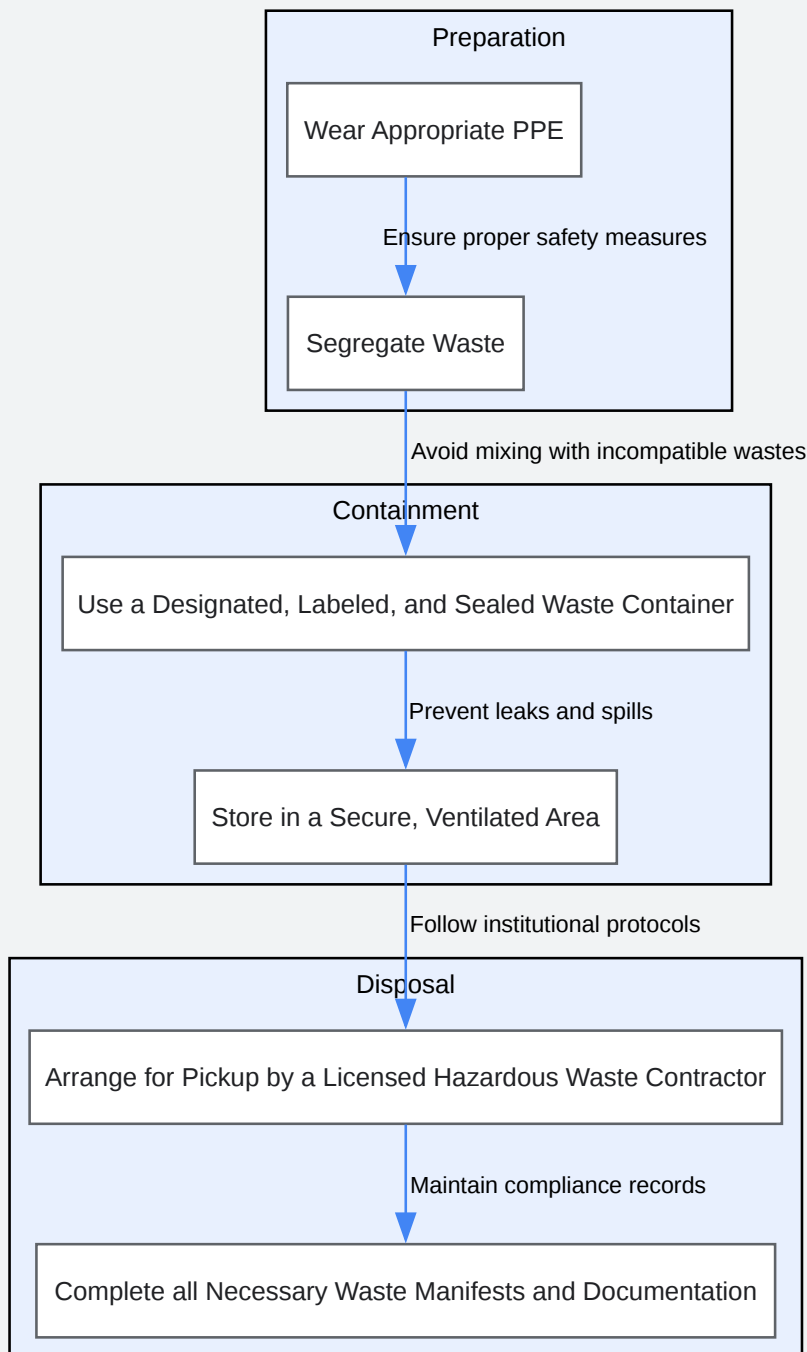 Preparation
Wear Appropriate PPE
Ensure proper safety measures
Segregate Waste
Avoid mixing with incompatible wastes
Containment
Use a Designated, Labeled, and Sealed Waste Container
Prevent leaks and spills
Store in a Secure, Ventilated Area
Follow institutional protocols
Disposal
Arrange for Pickup by a Licensed Hazardous Waste Contractor
Maintain compliance records
Complete all Necessary Waste Manifests and Documentation